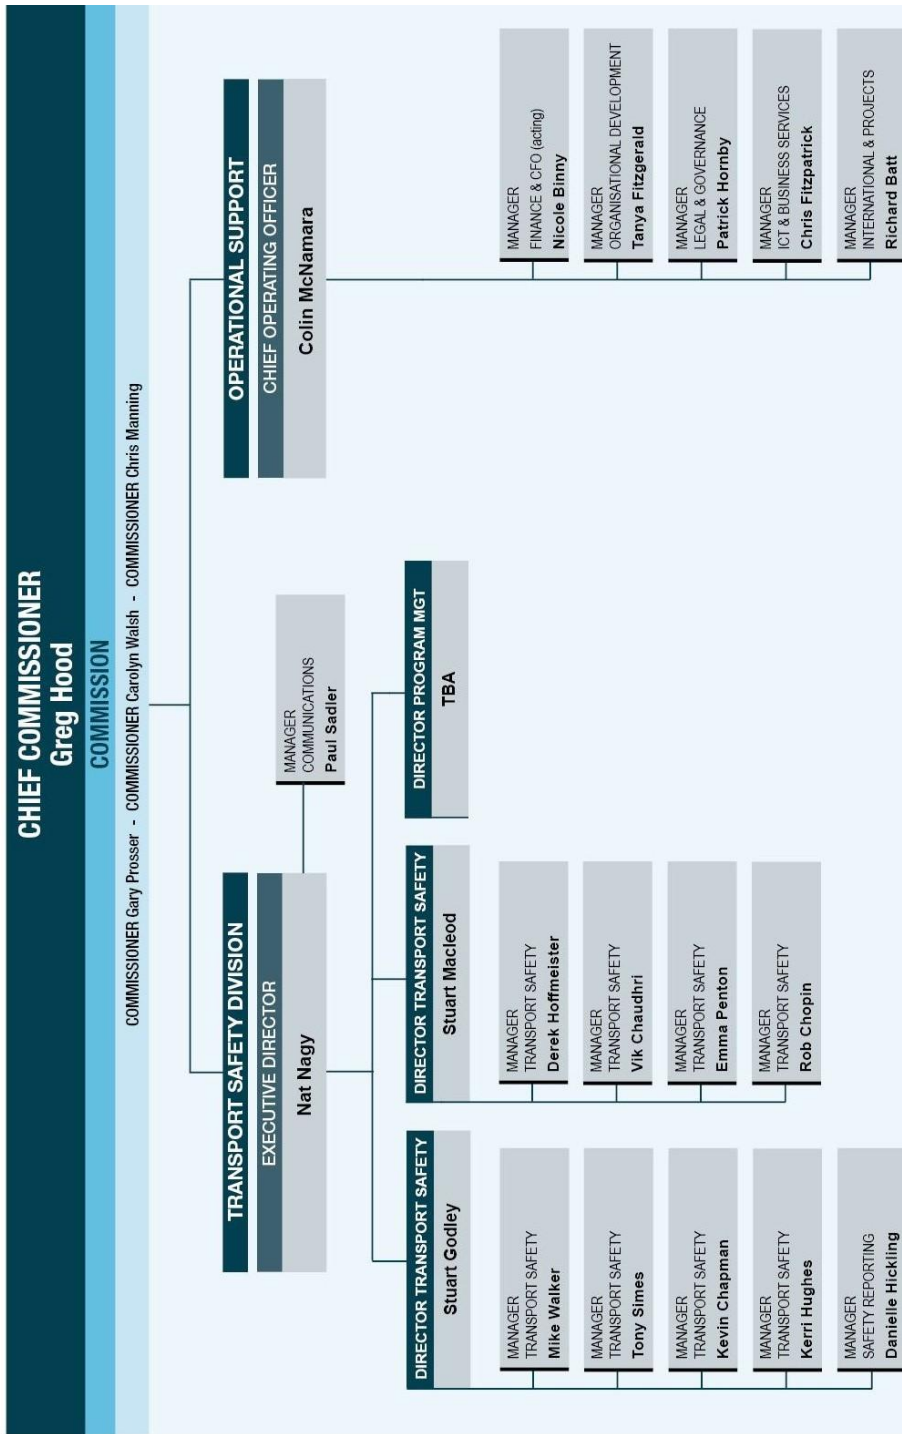 CHIEF COMMISSIONER
Greg Hood
COMMISSION
COMMISSIONER Gary Prosser - COMMISSIONER Carolyn Walsh - COMMISSIONER Chris Manning
TRANSPORT SAFETY DIVISION
EXECUTIVE DIRECTOR
Nat Nagy
MANAGER
COMMUNICATIONS
Paul Sadler
DIRECTOR TRANSPORT SAFETY
Stuart Godley
MANAGER
TRANSPORT SAFETY
Mike Walker
MANAGER
TRANSPORT SAFETY
Tony Simes
MANAGER
TRANSPORT SAFETY
Kevin Chapman
MANAGER
TRANSPORT SAFETY
Kerri Hughes
MANAGER
SAFETY REPORTING
Danielle Hickling
DIRECTOR TRANSPORT SAFETY
Stuart Macleod
MANAGER
TRANSPORT SAFETY
Derek Hoffmeister
MANAGER
TRANSPORT SAFETY
Vik Chaudhri
MANAGER
TRANSPORT SAFETY
Emma Penton
MANAGER
TRANSPORT SAFETY
Rob Chopin
DIRECTOR PROGRAM MGT
TBA
OPERATIONAL SUPPORT
CHIEF OPERATING OFFICER
Colin McNamara
MANAGER
FINANCE & CFO (acting)
Nicole Binny
MANAGER
ORGANISATIONAL DEVELOPMENT
Tanya Fitzgerald
MANAGER
LEGAL & GOVERNANCE
Patrick Hornby
MANAGER
ICT & BUSINESS SERVICES
Chris Fitzpatrick
MANAGER
INTERNATIONAL & PROJECTS
Richard Batt